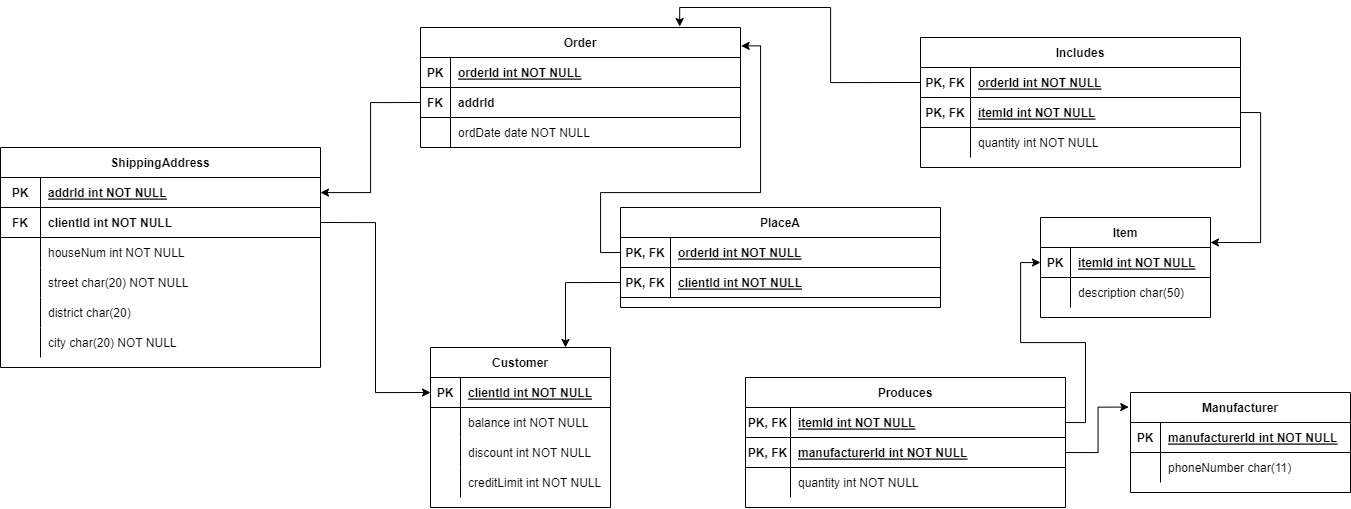 Order
PK orderId int NOT NULL
FK addrId
ordDate date NOT NULL
Includes
PK, FK orderId int NOT NULL
PK, FK itemId int NOT NULL
quantity int NOT NULL
ShippingAddress
PK addrId int NOT NULL
FK clientId int NOT NULL
houseNum int NOT NULL
street char(20) NOT NULL
district char(20)
city char(20) NOT NULL
PlaceA
PK, FK orderId int NOT NULL
PK, FK clientId int NOT NULL
Item
PK itemId int NOT NULL
description char(50)
Customer
PK clientId int NOT NULL
balance int NOT NULL
discount int NOT NULL
creditLimit int NOT NULL
Produces
PK, FK itemId int NOT NULL
PK, FK manufacturerId int NOT NULL
quantity int NOT NULL
Manufacturer
PK manufacturerId int NOT NULL
phoneNumber char(11)